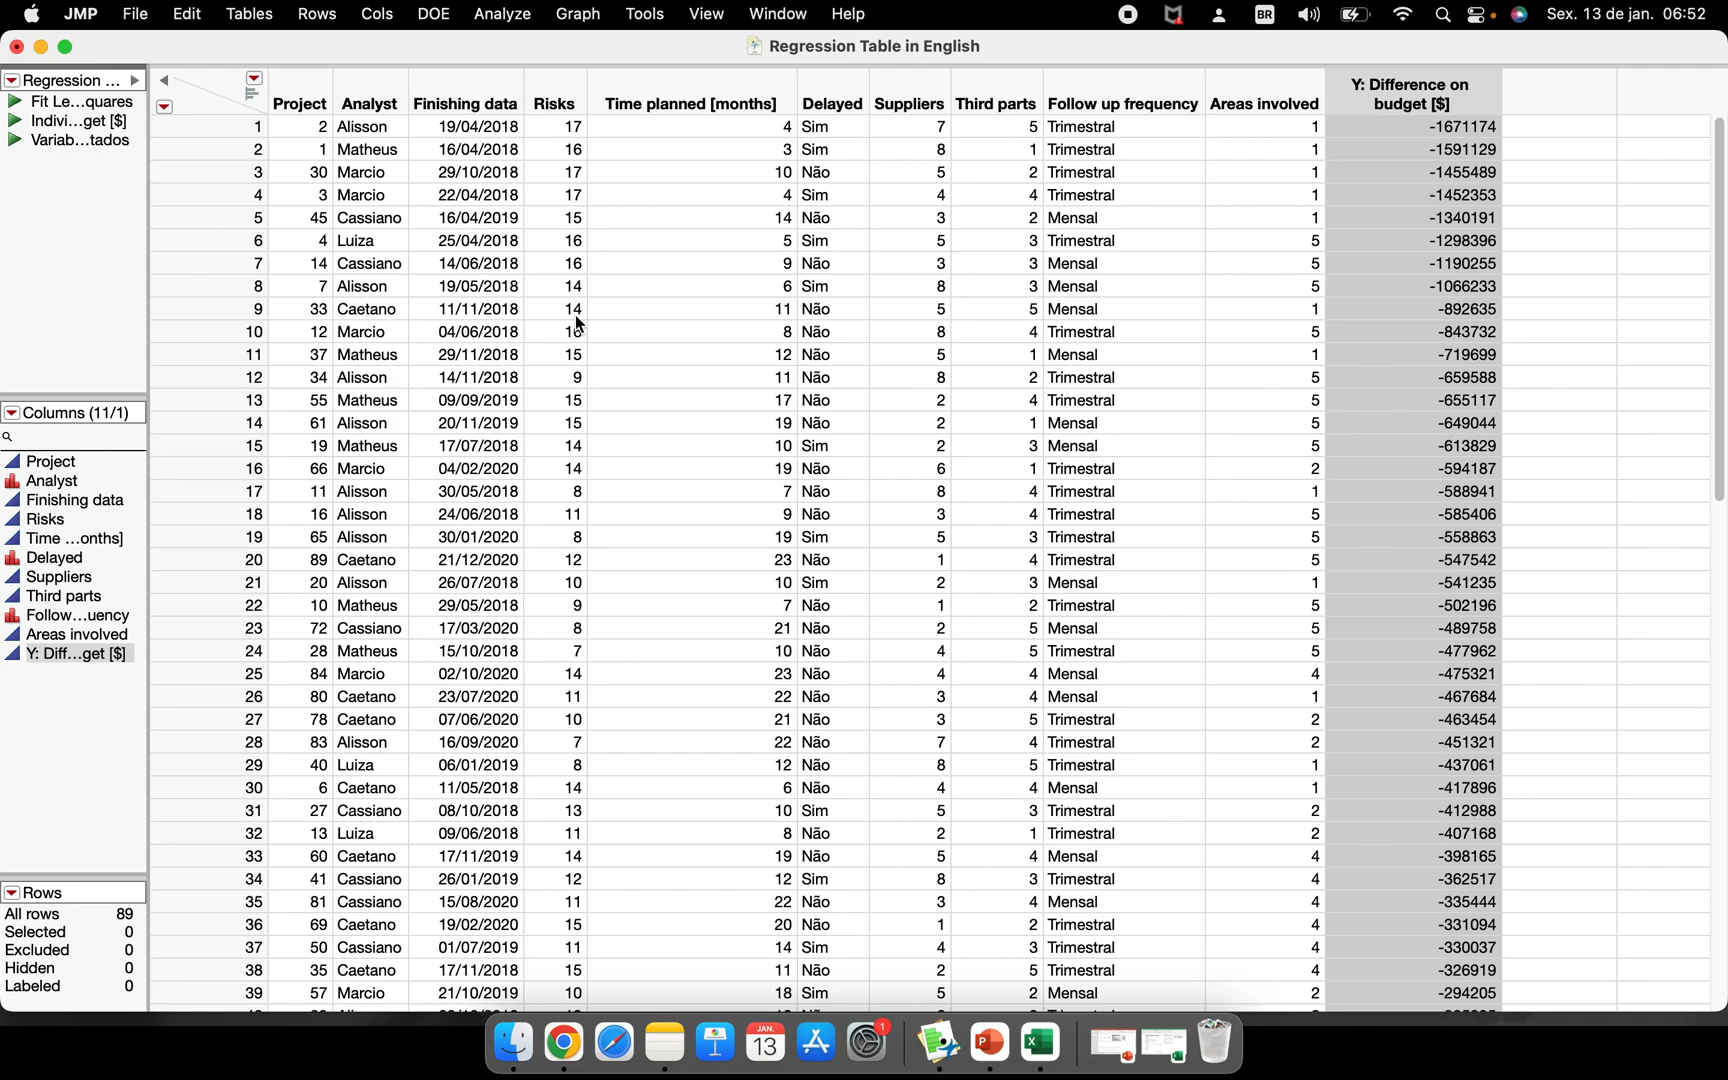 JMP File Edit Tables Rows Cols DOE Analyze Graph Tools View Window Help BR Sex. 13 de jan. 06:52
Regression Table in English
Regression ...
Fit Le...quares
Indivi...get [$]
Variab...tados
Columns (11/1)
Project
Analyst
Finishing data
Risks
Time ...onths]
Delayed
Suppliers
Third parts
Follow...uency
Areas involved
Y: Diff...get [$]
Rows
All rows 89
Selected 0
Excluded 0
Hidden 0
Labeled 0
Project Analyst Finishing data Risks Time planned [months] Delayed Suppliers Third parts Follow up frequency Areas involved Y: Difference on budget [$]
1 2 Alisson 19/04/2018 17 4 Sim 7 5 Trimestral 1 -1671174
2 1 Matheus 16/04/2018 16 3 Sim 8 1 Trimestral 1 -1591129
3 30 Marcio 29/10/2018 17 10 Não 5 2 Trimestral 1 -1455489
4 3 Marcio 22/04/2018 17 4 Sim 4 4 Trimestral 1 -1452353
5 45 Cassiano 16/04/2019 15 14 Não 3 2 Mensal 1 -1340191
6 4 Luiza 25/04/2018 16 5 Sim 5 3 Trimestral 5 -1298396
7 14 Cassiano 14/06/2018 16 9 Não 3 3 Mensal 5 -1190255
8 7 Alisson 19/05/2018 14 6 Sim 8 3 Mensal 5 -1066233
9 33 Caetano 11/11/2018 14 11 Não 5 5 Mensal 1 -892635
10 12 Marcio 04/06/2018 16 8 Não 8 4 Trimestral 5 -843732
11 37 Matheus 29/11/2018 15 12 Não 5 1 Mensal 1 -719699
12 34 Alisson 14/11/2018 9 11 Não 8 2 Trimestral 5 -659588
13 55 Matheus 09/09/2019 15 17 Não 2 4 Trimestral 5 -655117
14 61 Alisson 20/11/2019 15 19 Não 2 1 Mensal 5 -649044
15 19 Matheus 17/07/2018 14 10 Sim 2 3 Mensal 5 -613829
16 66 Marcio 04/02/2020 14 19 Não 6 1 Trimestral 2 -594187
17 11 Alisson 30/05/2018 8 7 Não 8 4 Trimestral 1 -588941
18 16 Alisson 24/06/2018 11 9 Não 3 4 Trimestral 5 -585406
19 65 Alisson 30/01/2020 8 19 Sim 5 3 Trimestral 5 -558863
20 89 Caetano 21/12/2020 12 23 Não 1 4 Trimestral 5 -547542
21 20 Alisson 26/07/2018 10 10 Sim 2 3 Mensal 1 -541235
22 10 Matheus 29/05/2018 9 7 Não 1 2 Trimestral 5 -502196
23 72 Cassiano 17/03/2020 8 21 Não 2 5 Mensal 5 -489758
24 28 Matheus 15/10/2018 7 10 Não 4 5 Trimestral 5 -477962
25 84 Marcio 02/10/2020 14 23 Não 4 4 Mensal 4 -475321
26 80 Caetano 23/07/2020 11 22 Não 3 4 Mensal 1 -467684
27 78 Caetano 07/06/2020 10 21 Não 3 5 Trimestral 2 -463454
28 83 Alisson 16/09/2020 7 22 Não 7 4 Trimestral 2 -451321
29 40 Luiza 06/01/2019 8 12 Não 8 5 Trimestral 1 -437061
30 6 Caetano 11/05/2018 14 6 Não 4 4 Mensal 1 -417896
31 27 Cassiano 08/10/2018 13 10 Sim 5 3 Trimestral 2 -412988
32 13 Luiza 09/06/2018 11 8 Não 2 1 Trimestral 2 -407168
33 60 Caetano 17/11/2019 14 19 Não 5 4 Mensal 4 -398165
34 41 Cassiano 26/01/2019 12 12 Sim 8 3 Trimestral 4 -362517
35 81 Cassiano 15/08/2020 11 22 Não 3 4 Mensal 4 -335444
36 69 Caetano 19/02/2020 15 20 Não 1 2 Trimestral 4 -331094
37 50 Cassiano 01/07/2019 11 14 Sim 4 3 Trimestral 4 -330037
38 35 Caetano 17/11/2018 15 11 Não 2 5 Trimestral 4 -326919
39 57 Marcio 21/10/2019 10 18 Sim 5 2 Mensal 2 -294205
JAN. 13 1